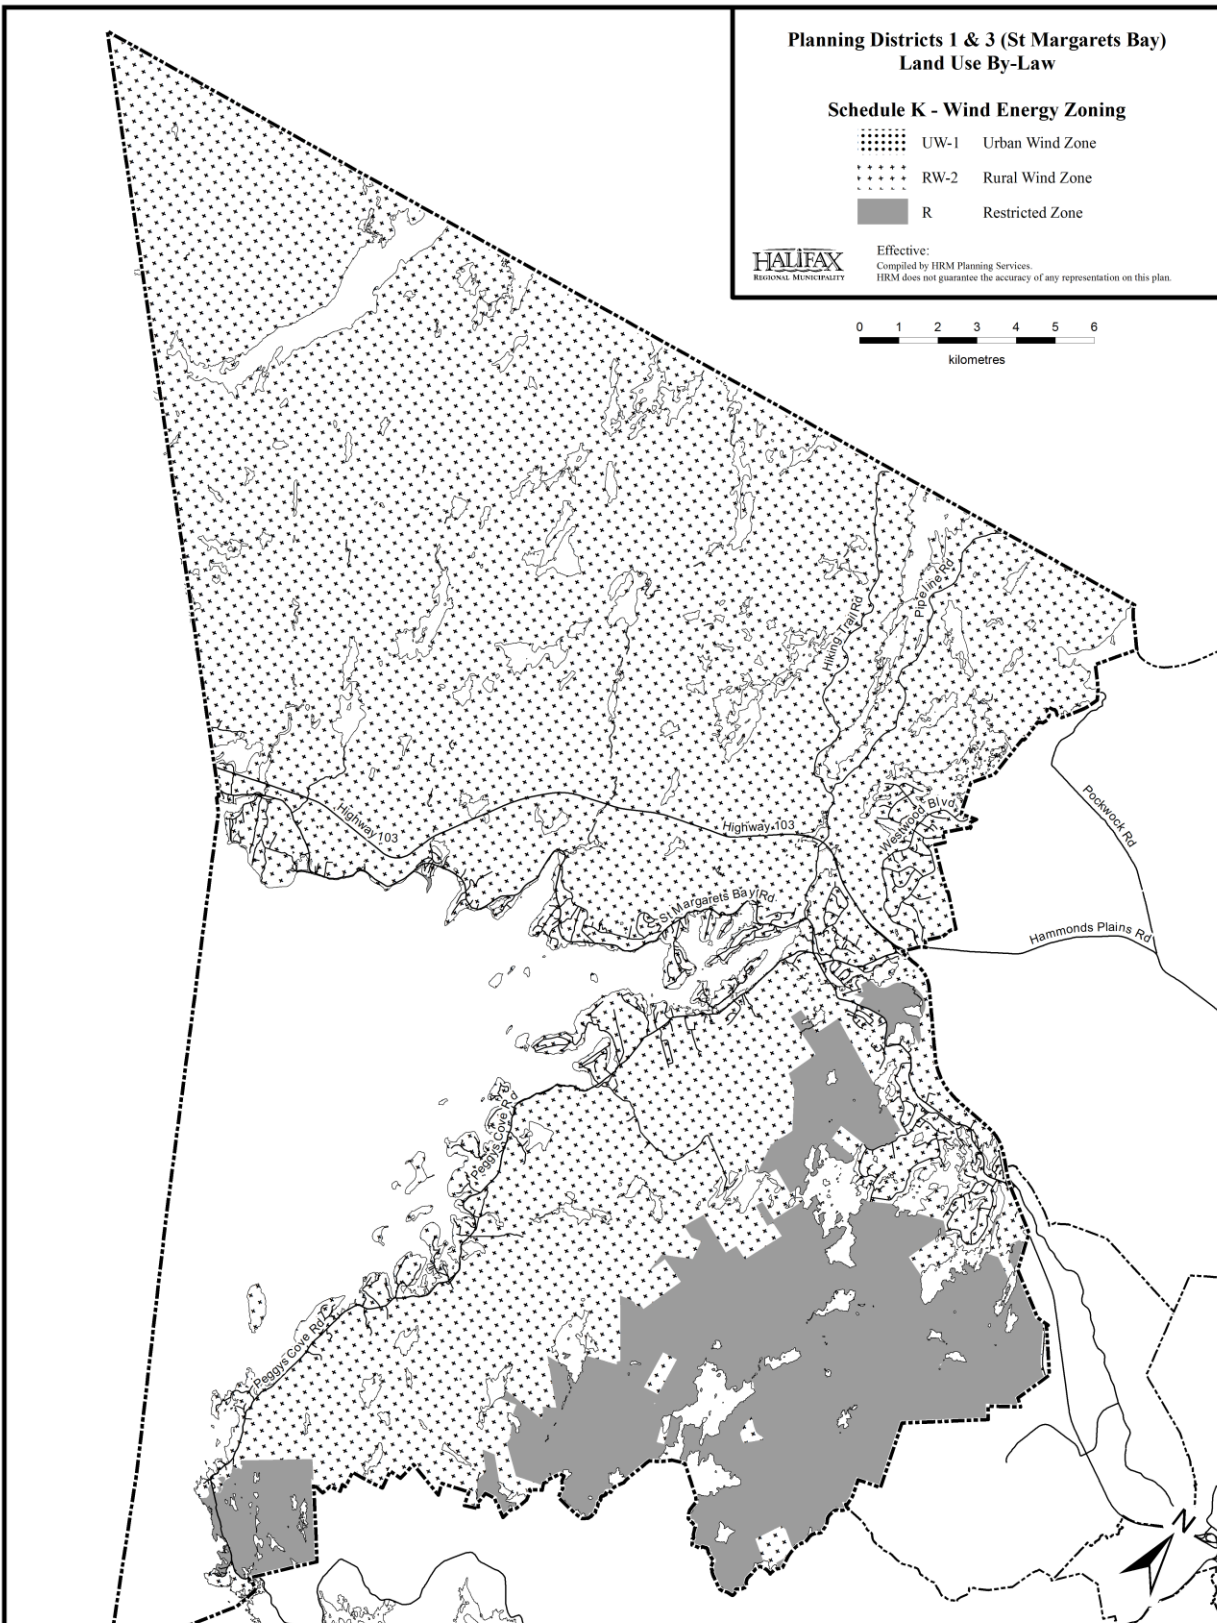 Planning Districts 1 & 3 (St Margarets Bay)
Land Use By-Law
Schedule K - Wind Energy Zoning
UW-1 Urban Wind Zone
RW-2 Rural Wind Zone
R Restricted Zone
HALIFAX
REGIONAL MUNICIPALITY
Effective:
Compiled by HRM Planning Services.
HRM does not guarantee the accuracy of any representation on this plan.
0 1 2 3 4 5 6
kilometres
Hiking Trail Rd
Pipeline Rd
Highway 103
Highway 103
Westwood Blvd
Pockwock Rd
St Margarets Bay Rd
Hammonds Plains Rd
Peggys Cove Rd
Peggys Cove Rd
N